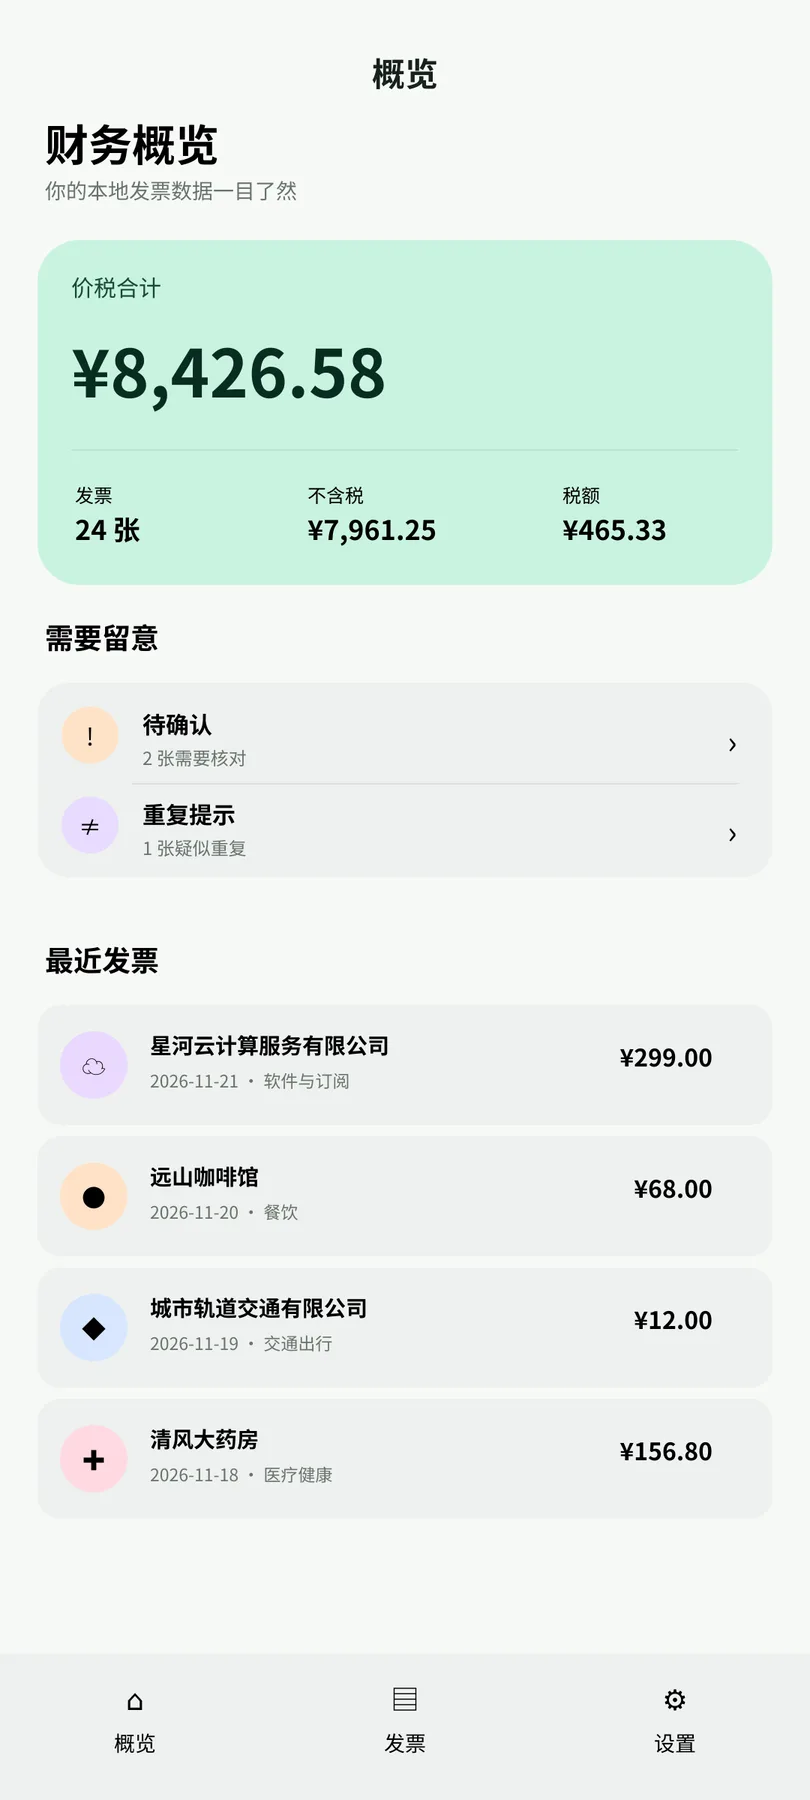 概览
财务概览
你的本地发票数据一目了然
价税合计
¥8,426.58
发票 不含税 税额
24 张 ¥7,961.25 ¥465.33
需要留意
!
待确认
2 张需要核对
›
≠
重复提示
1 张疑似重复
›
最近发票
星河云计算服务有限公司
¥299.00
2026-11-21 • 软件与订阅
远山咖啡馆
¥68.00
2026-11-20 • 餐饮
城市轨道交通有限公司
¥12.00
2026-11-19 • 交通出行
清风大药房
¥156.80
2026-11-18 • 医疗健康
概览 发票 设置